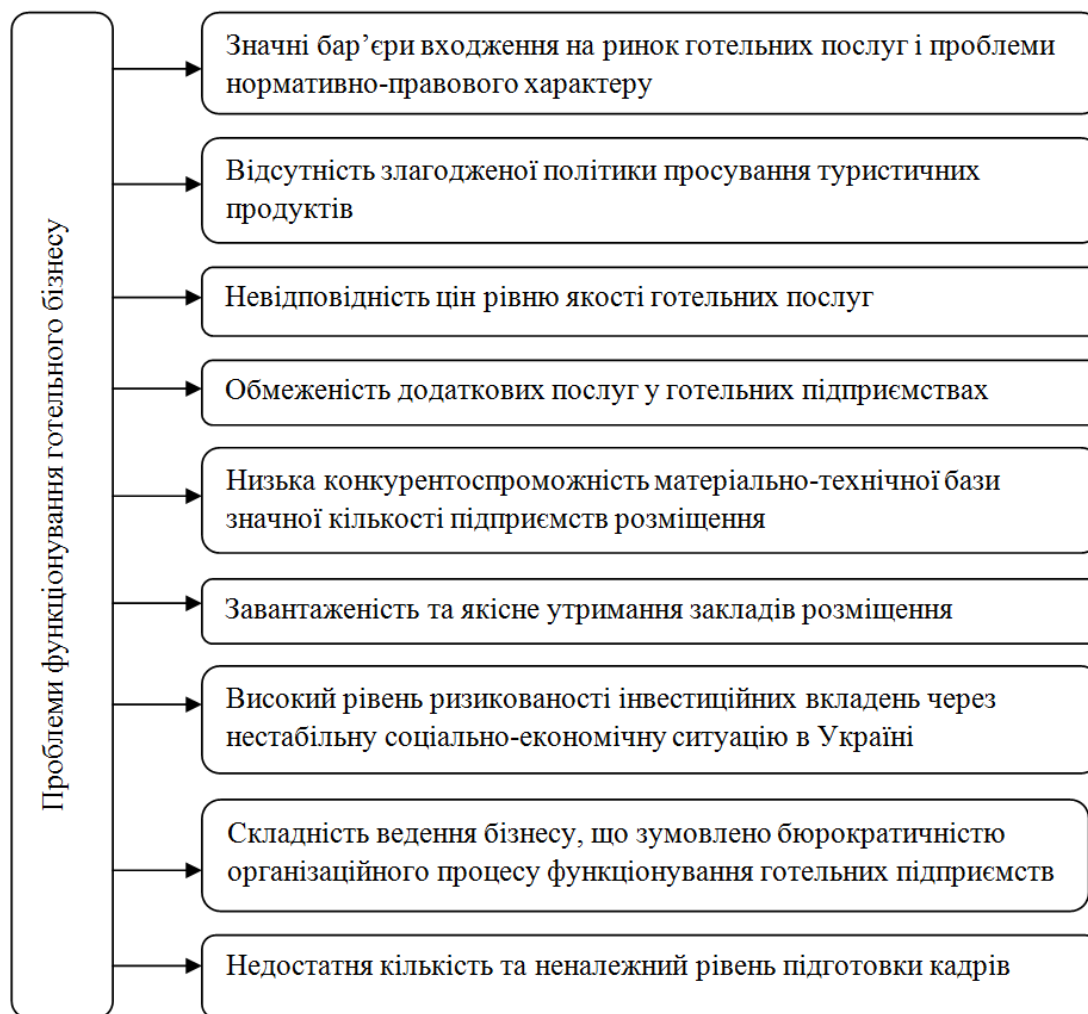 Проблеми функціонування готельного бізнесу
Значні бар’єри входження на ринок готельних послуг і проблеми
нормативно-правового характеру
Відсутність злагодженої політики просування туристичних
продуктів
Невідповідність цін рівню якості готельних послуг
Обмеженість додаткових послуг у готельних підприємствах
Низька конкурентоспроможність матеріально-технічної бази
значної кількості підприємств розміщення
Завантаженість та якісне утримання закладів розміщення
Високий рівень ризикованості інвестиційних вкладень через
нестабільну соціально-економічну ситуацію в Україні
Складність ведення бізнесу, що зумовлено бюрократичністю
організаційного процесу функціонування готельних підприємств
Недостатня кількість та неналежний рівень підготовки кадрів